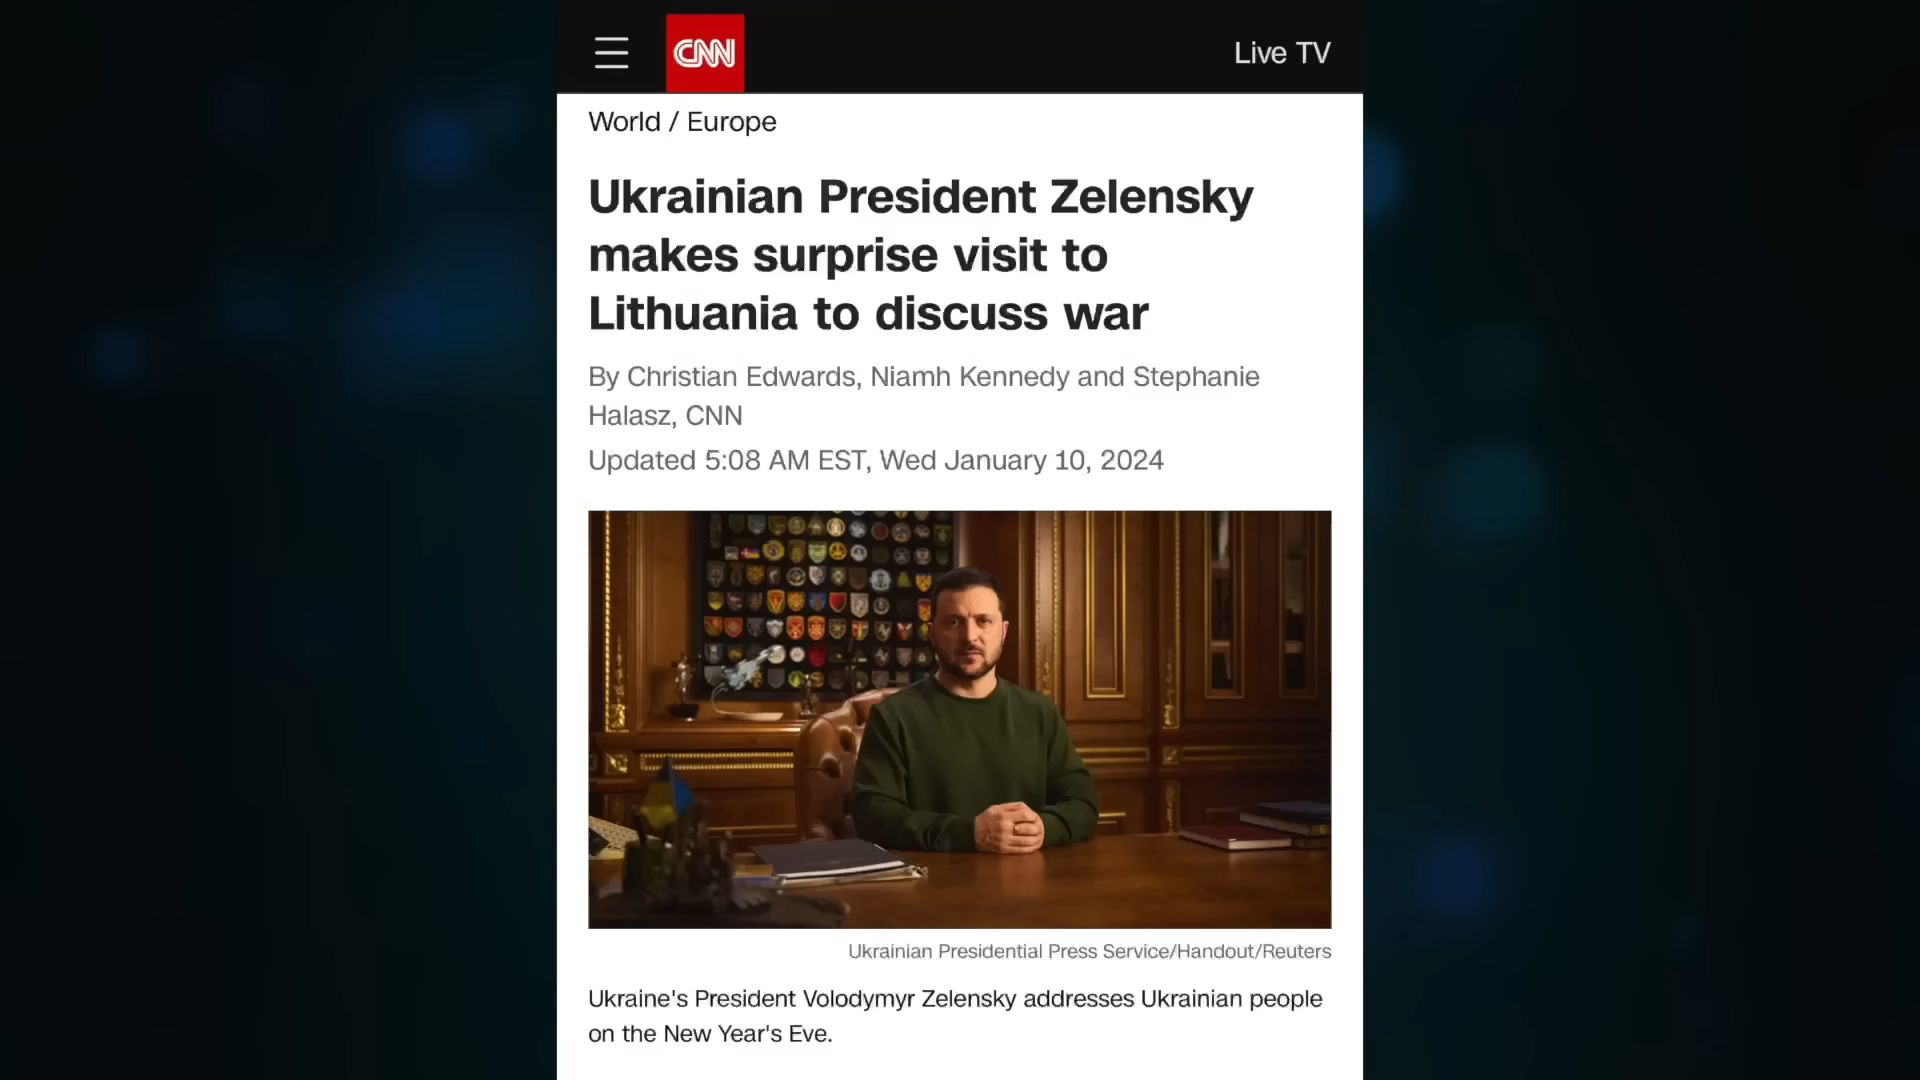 CNN
Live TV
World / Europe
Ukrainian President Zelensky
makes surprise visit to
Lithuania to discuss war
By Christian Edwards, Niamh Kennedy and Stephanie
Halasz, CNN
Updated 5:08 AM EST, Wed January 10, 2024
Ukrainian Presidential Press Service/Handout/Reuters
Ukraine's President Volodymyr Zelensky addresses Ukrainian people
on the New Year's Eve.